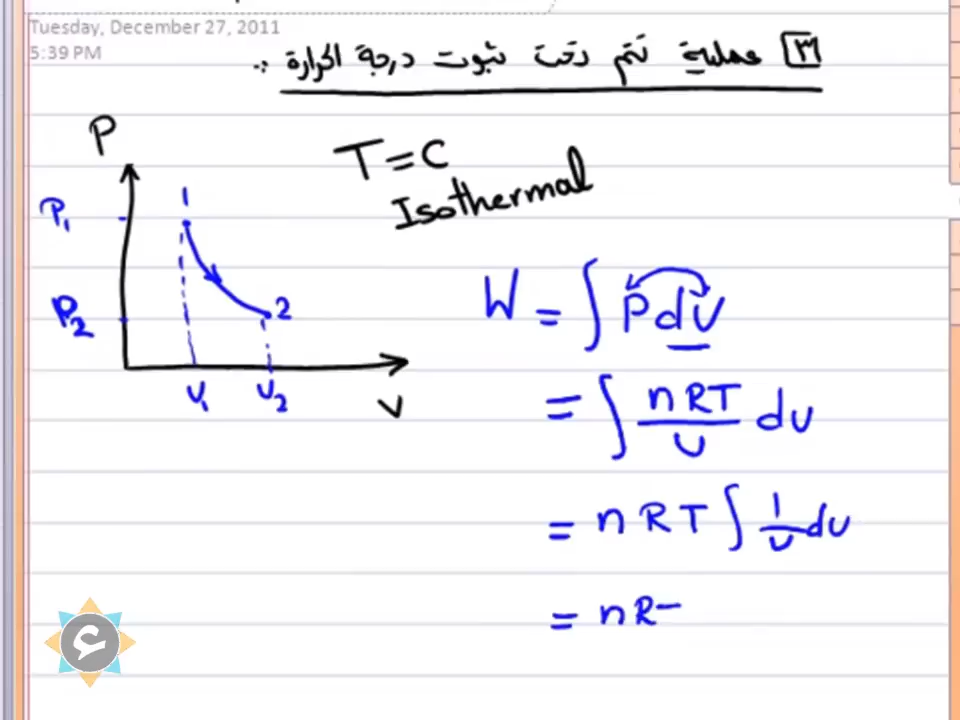 Tuesday, December 27, 2011
5:39 PM
٣ عملية تتم تحت ثبوت درجة الحرارة ..
P
T = C
Isothermal
P₁
1
P₂
2
V₁
V₂
V
W = ∫ P dV
= ∫ nRT/V dV
= nRT ∫ 1/V dV
= nR
ع